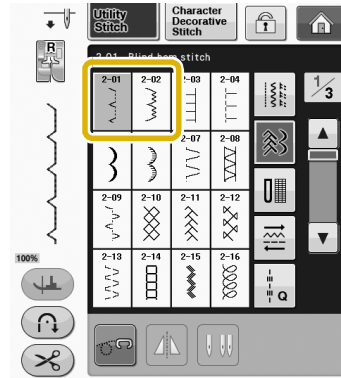 Utility
Stitch
Character
Decorative
Stitch
2-01 Blind hem stitch
R
2-01 2-02 2-03 2-04
1/3
2-07 2-08
2-09 2-10 2-11 2-12
2-13 2-14 2-15 2-16
100%
Q